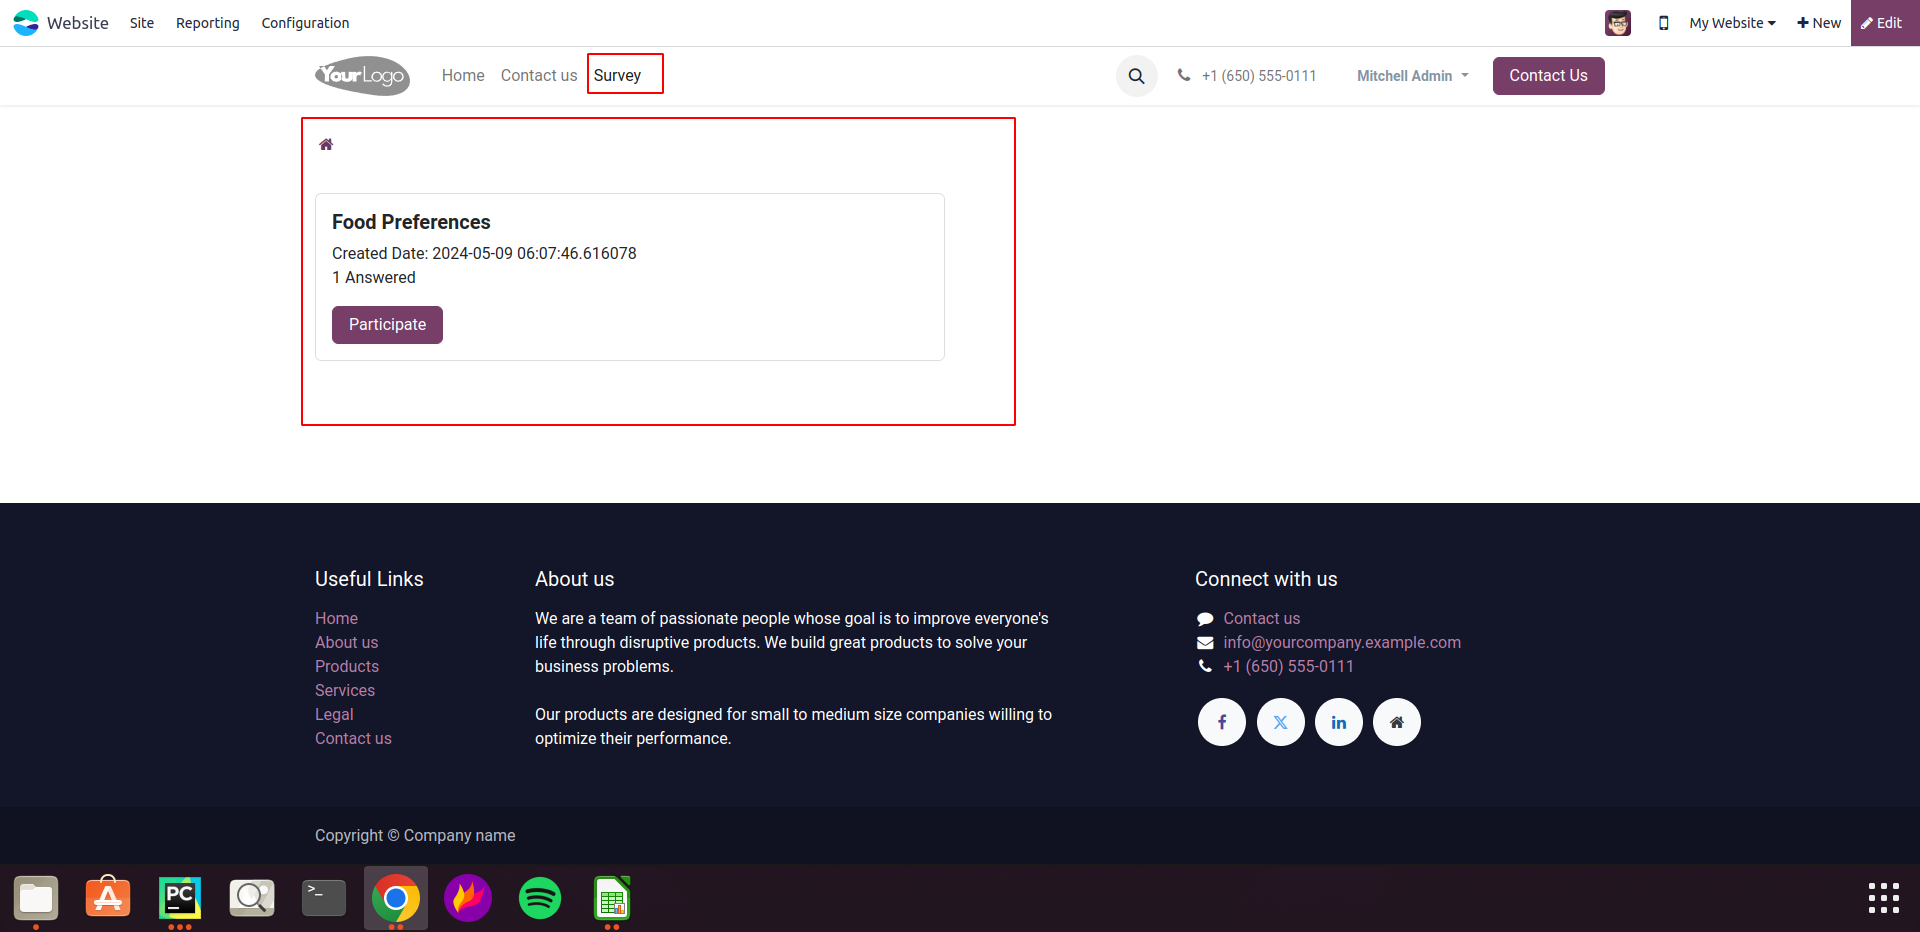 Website Site Reporting Configuration My Website New Edit
YourLogo Home Contact us Survey +1 (650) 555-0111 Mitchell Admin Contact Us
Food Preferences
Created Date: 2024-05-09 06:07:46.616078
1 Answered
Participate
Useful Links
Home
About us
Products
Services
Legal
Contact us
About us
We are a team of passionate people whose goal is to improve everyone's
life through disruptive products. We build great products to solve your
business problems.
Our products are designed for small to medium size companies willing to
optimize their performance.
Connect with us
Contact us
info@yourcompany.example.com
+1 (650) 555-0111
Copyright © Company name
PC